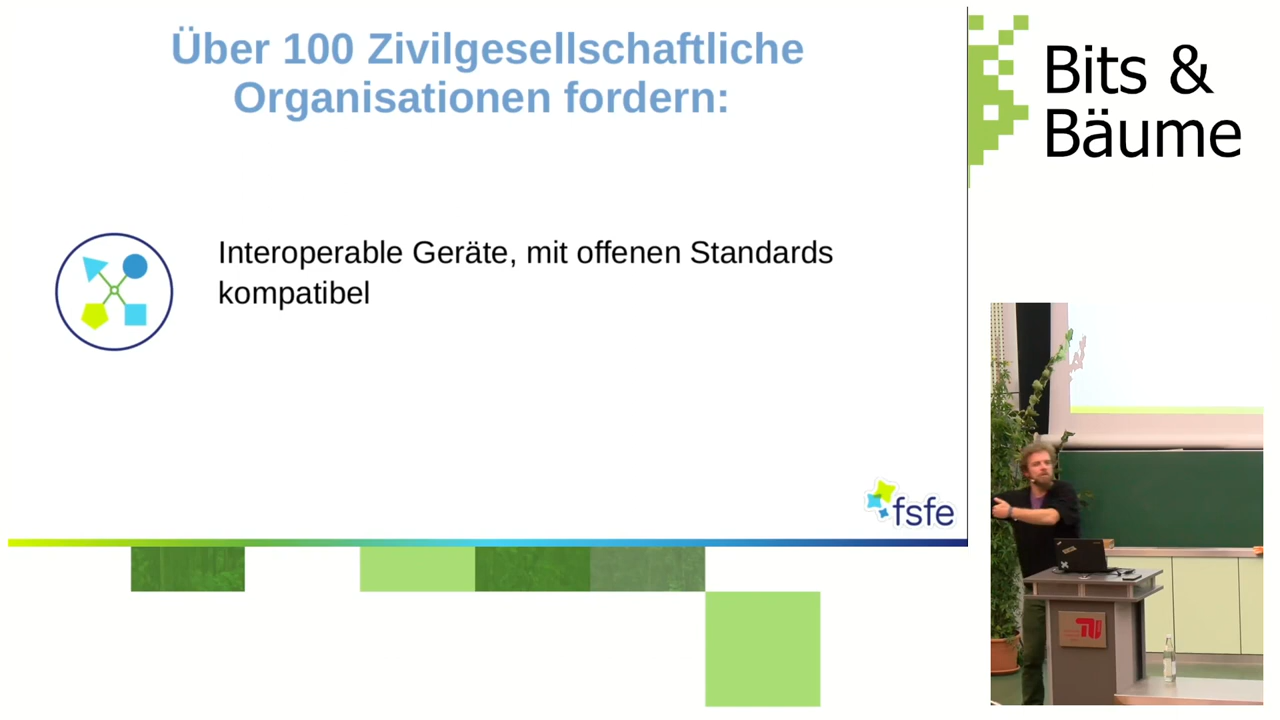 Über 100 Zivilgesellschaftliche
Organisationen fordern:
Interoperable Geräte, mit offenen Standards
kompatibel
fsfe
Bits &
Bäume